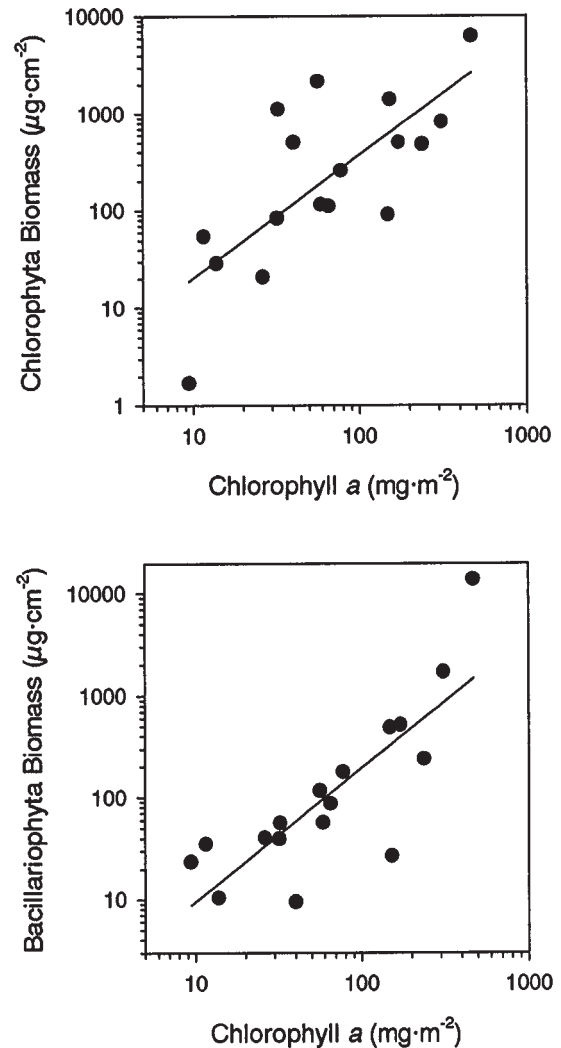 Chlorophyta Biomass (µg·cm⁻²)
10000
1000
100
10
1
10 100 1000
Chlorophyll a (mg·m⁻²)
Bacillariophyta Biomass (µg·cm⁻²)
10000
1000
100
10
10 100 1000
Chlorophyll a (mg·m⁻²)